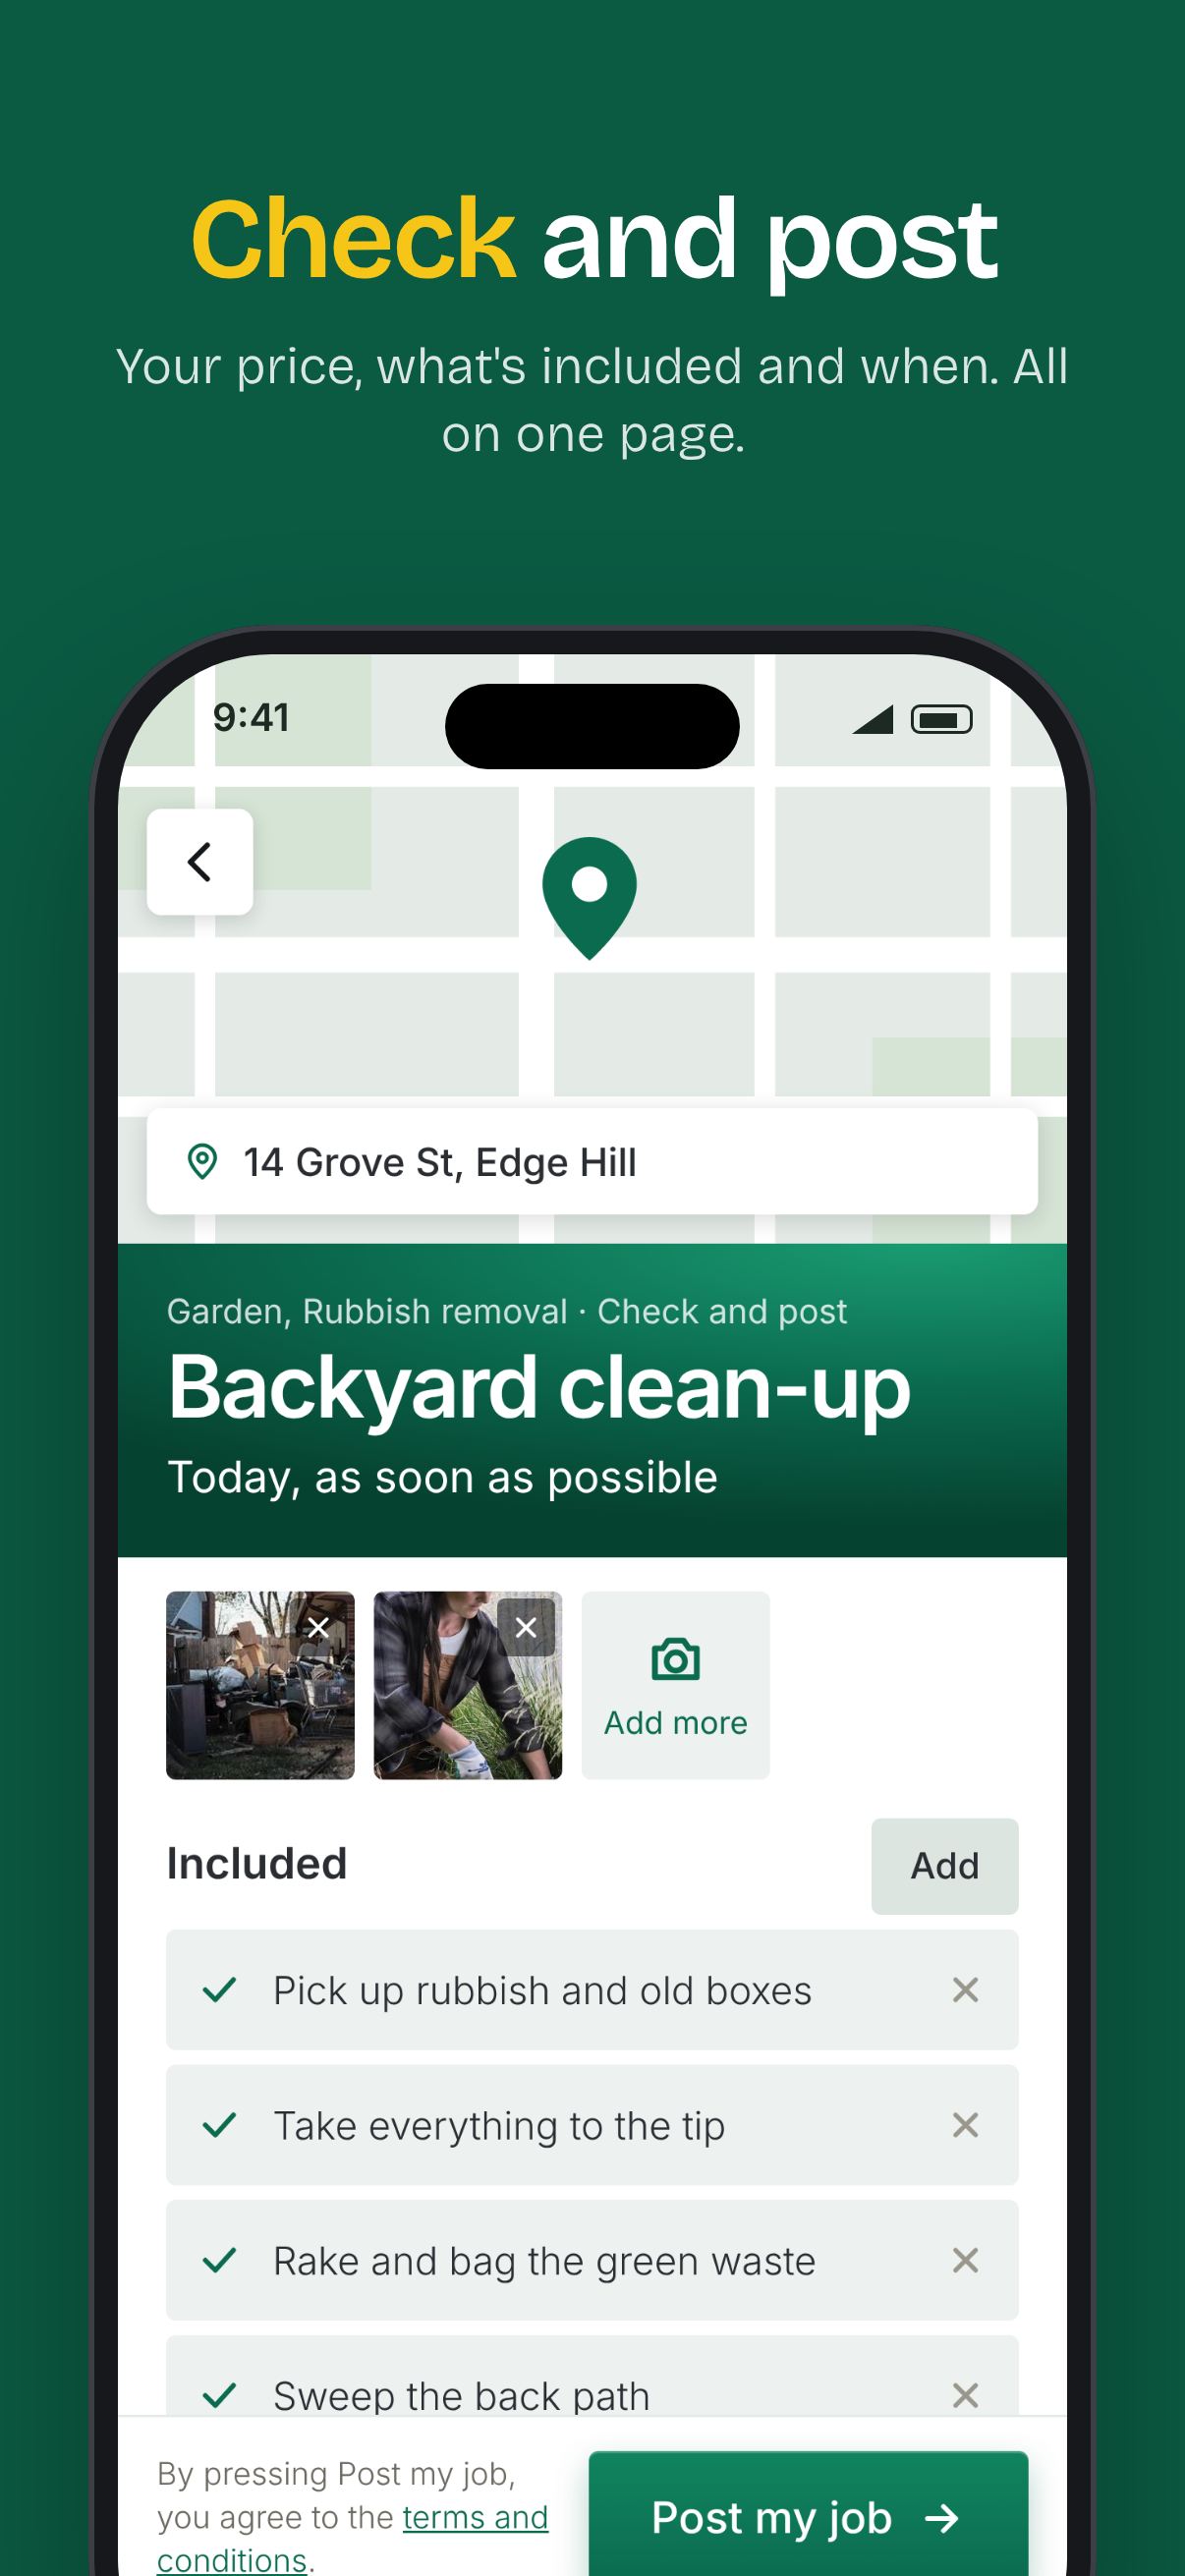 Check and post
Your price, what's included and when. All
on one page.
9:41
14 Grove St, Edge Hill
Garden, Rubbish removal · Check and post
Backyard clean-up
Today, as soon as possible
Add more
Included
Add
Pick up rubbish and old boxes
Take everything to the tip
Rake and bag the green waste
Sweep the back path
By pressing Post my job,
you agree to the terms and
conditions.
Post my job